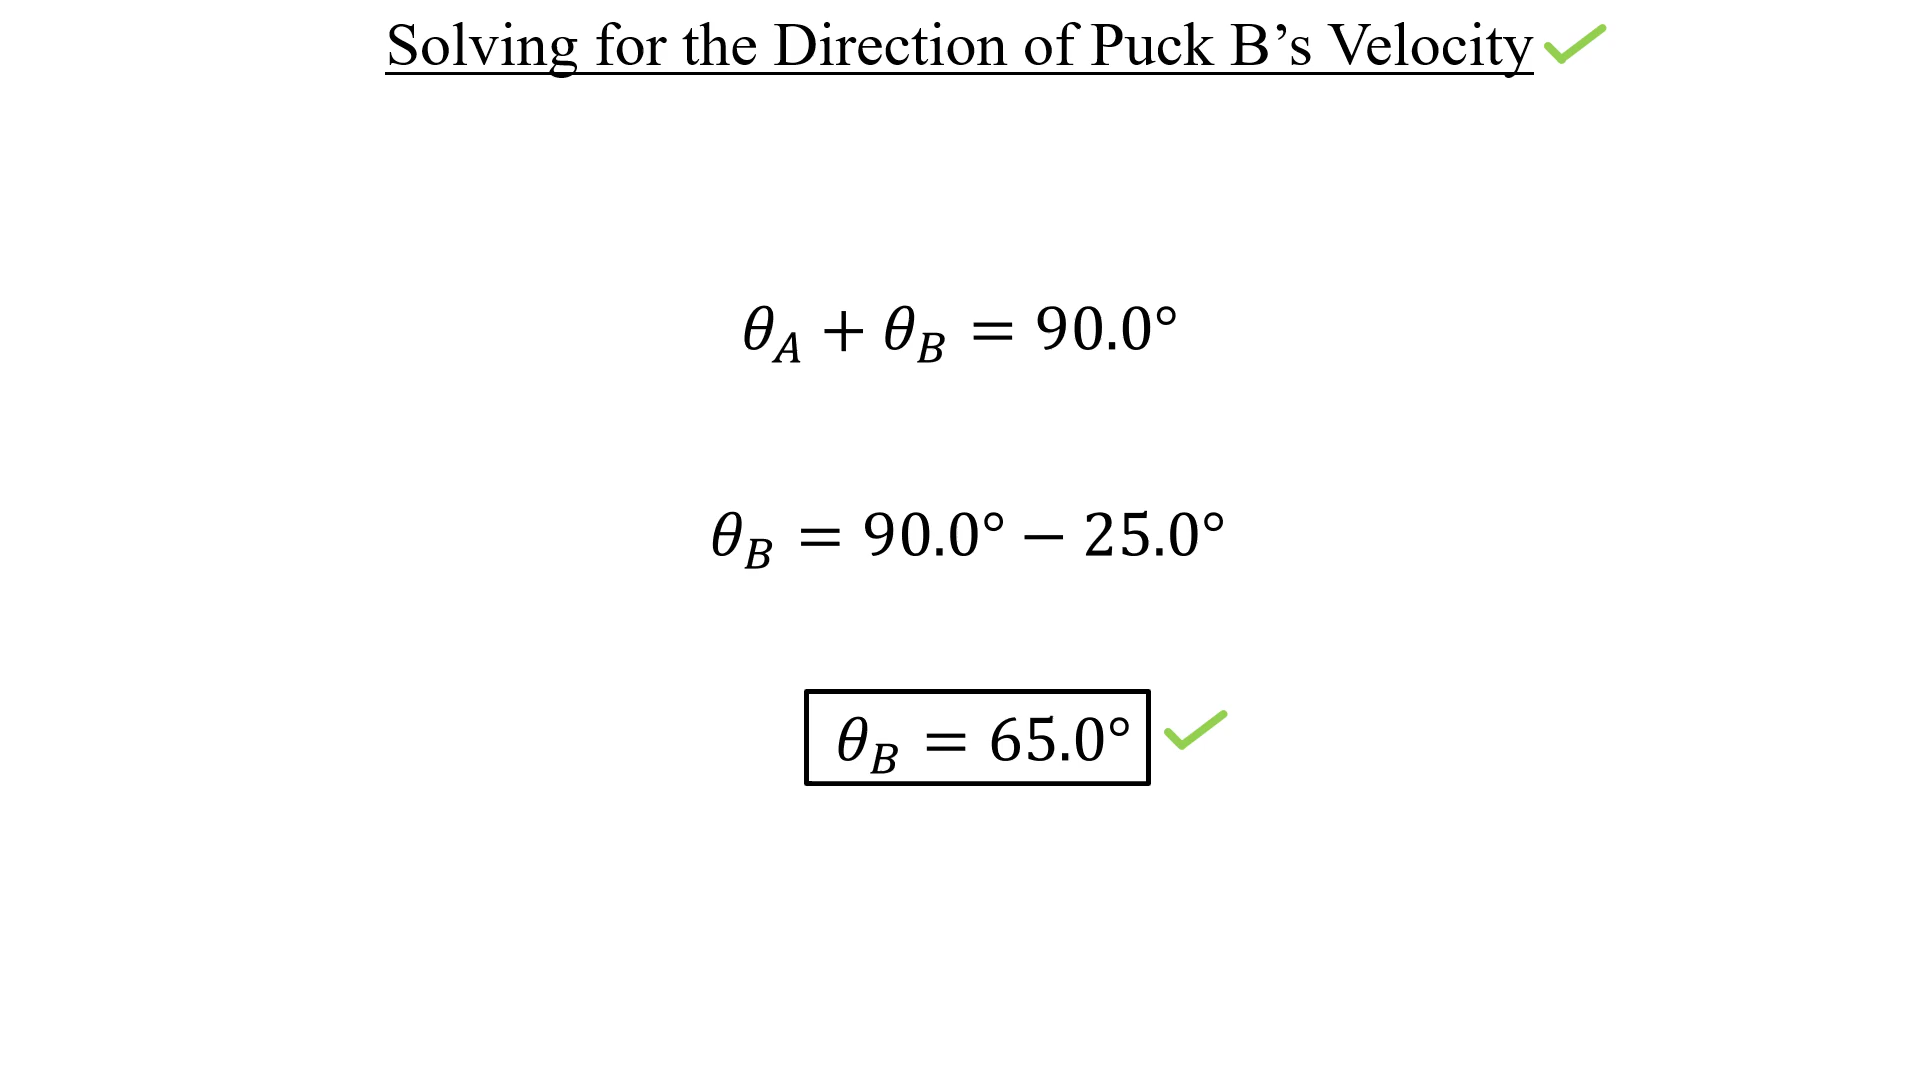 Solving for the Direction of Puck B’s Velocity
θ_A + θ_B = 90.0°
θ_B = 90.0° − 25.0°
θ_B = 65.0°